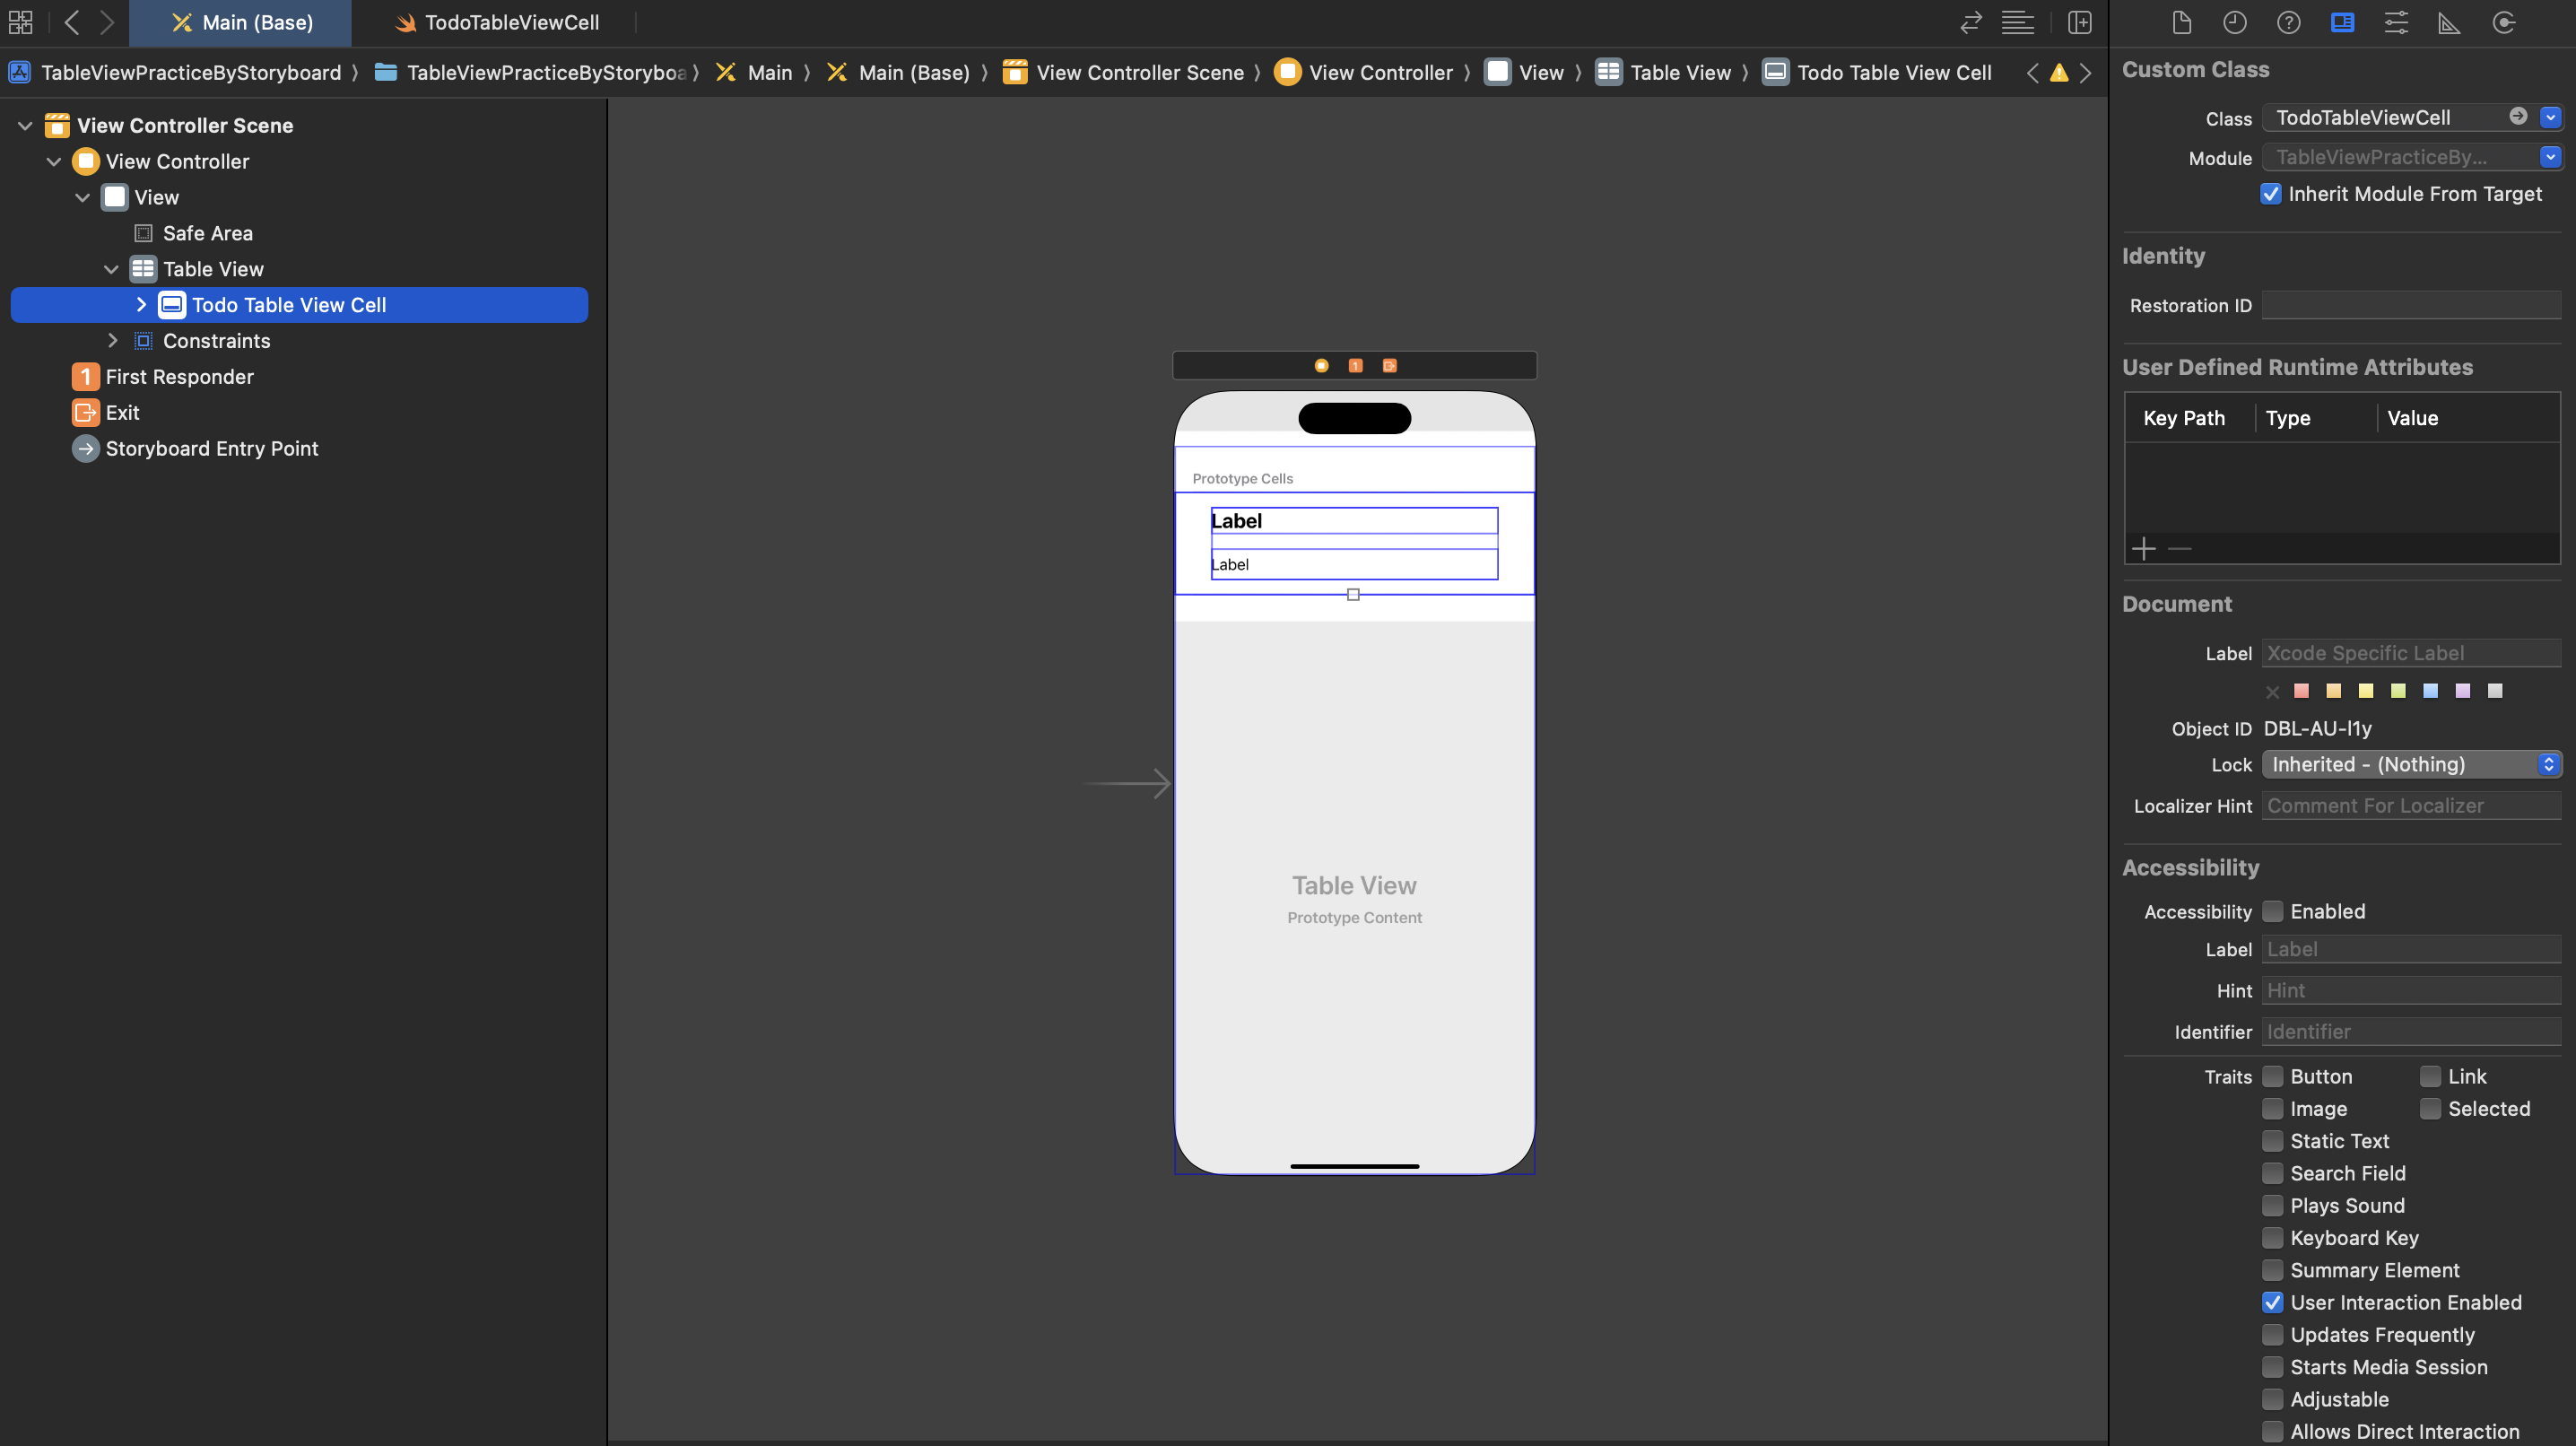 Main (Base)
TodoTableViewCell
TableViewPracticeByStoryboard
TableViewPracticeByStoryboa
Main
Main (Base)
View Controller Scene
View Controller
View
Table View
Todo Table View Cell
View Controller Scene
View Controller
View
Safe Area
Table View
Todo Table View Cell
Constraints
1 First Responder
Exit
Storyboard Entry Point
1
Prototype Cells
Label
Label
Table View
Prototype Content
Custom Class
Class TodoTableViewCell
Module TableViewPracticeBy...
Inherit Module From Target
Identity
Restoration ID
User Defined Runtime Attributes
Key Path Type Value
Document
Label Xcode Specific Label
Object ID DBL-AU-l1y
Lock Inherited - (Nothing)
Localizer Hint Comment For Localizer
Accessibility
Accessibility Enabled
Label Label
Hint Hint
Identifier Identifier
Traits Button Link
Image Selected
Static Text
Search Field
Plays Sound
Keyboard Key
Summary Element
User Interaction Enabled
Updates Frequently
Starts Media Session
Adjustable
Allows Direct Interaction